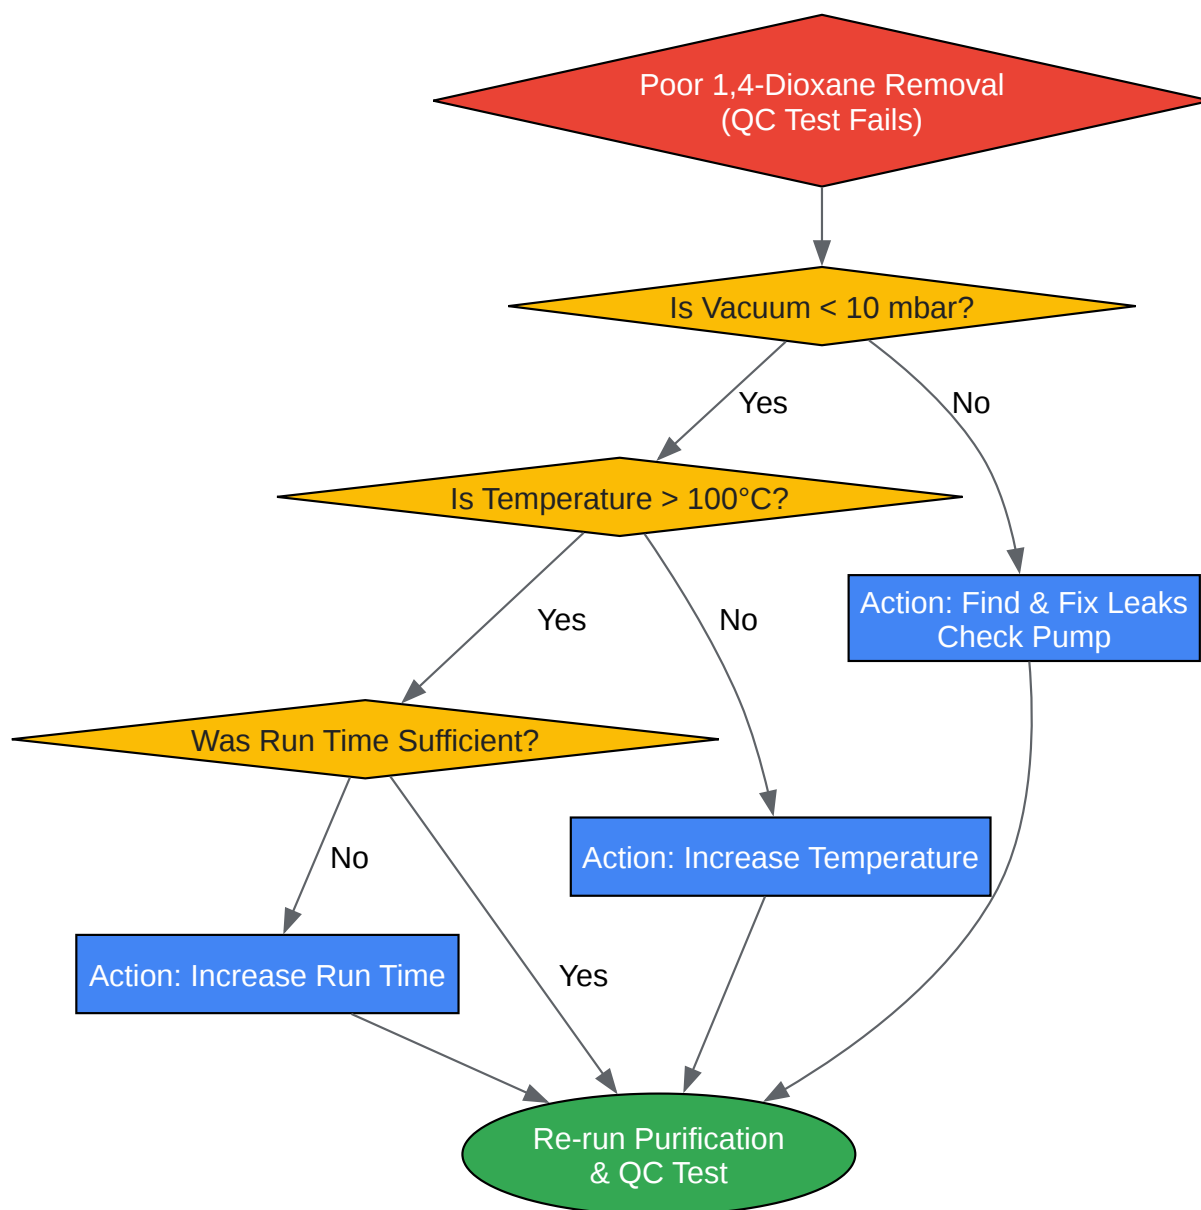 Poor 1,4-Dioxane Removal
(QC Test Fails)
Is Vacuum < 10 mbar?
Yes
No
Is Temperature > 100°C?
Yes
No
Action: Find & Fix Leaks
Check Pump
Was Run Time Sufficient?
No
Yes
Action: Increase Temperature
Action: Increase Run Time
Re-run Purification
& QC Test